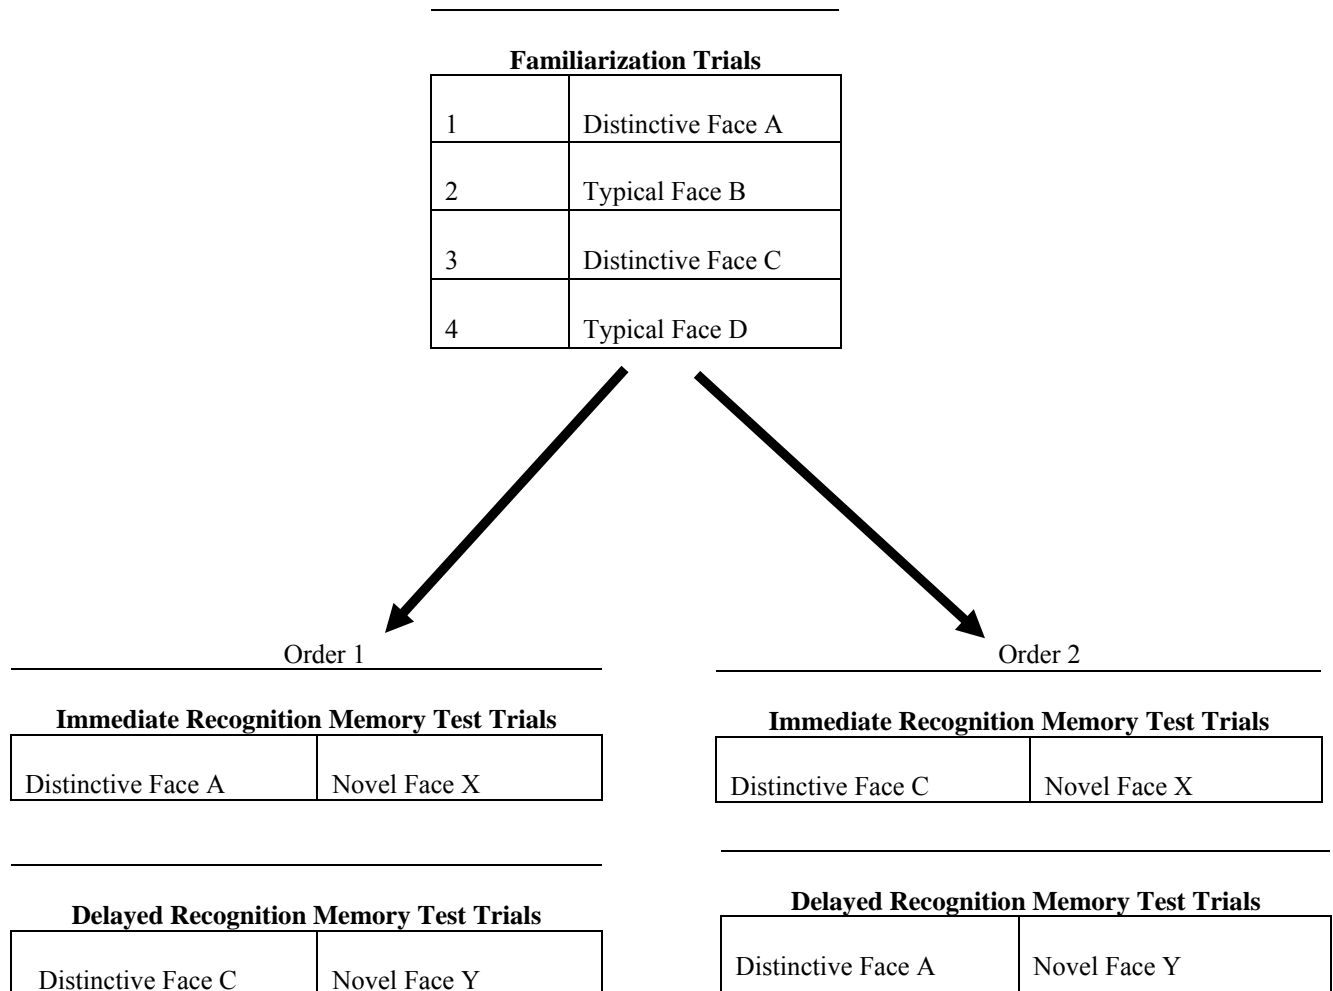 Familiarization Trials
1 Distinctive Face A
2 Typical Face B
3 Distinctive Face C
4 Typical Face D
Order 1
Immediate Recognition Memory Test Trials
Distinctive Face A Novel Face X
Delayed Recognition Memory Test Trials
Distinctive Face C Novel Face Y
Order 2
Immediate Recognition Memory Test Trials
Distinctive Face C Novel Face X
Delayed Recognition Memory Test Trials
Distinctive Face A Novel Face Y